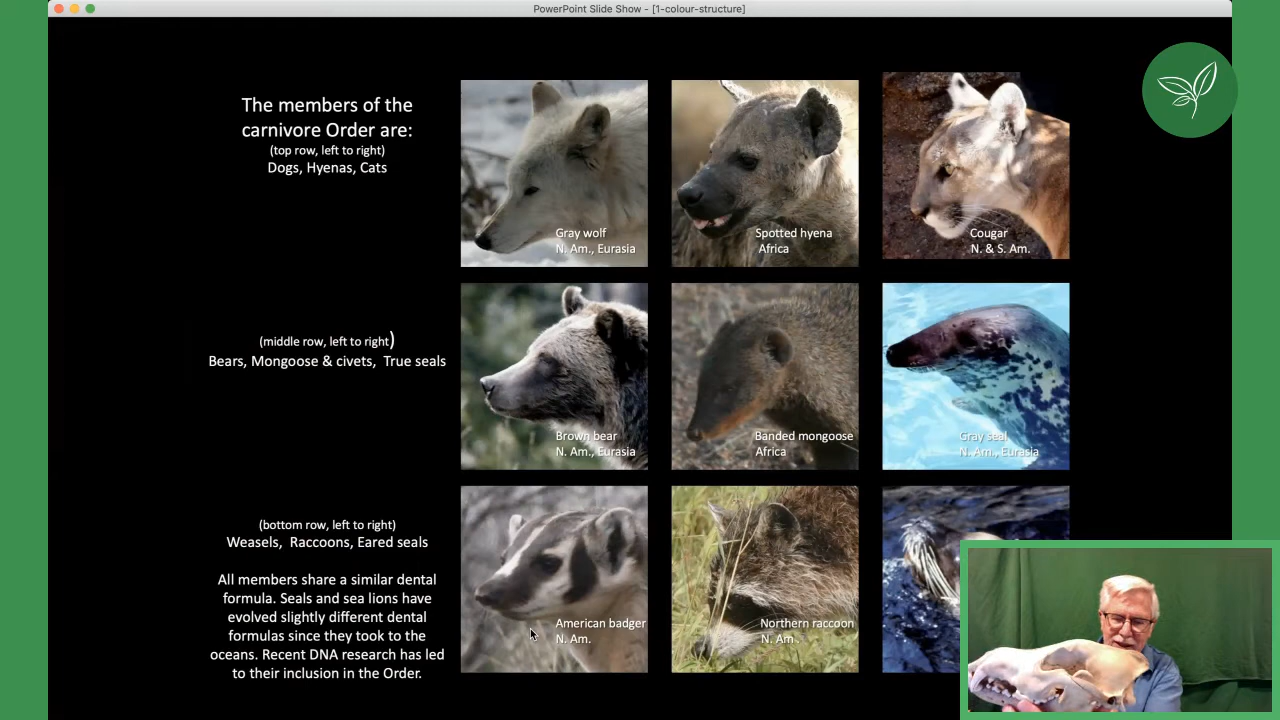 PowerPoint Slide Show - [1-colour-structure]
The members of the
carnivore Order are:
(top row, left to right)
Dogs, Hyenas, Cats
Gray wolf
N. Am., Eurasia
Spotted hyena
Africa
Cougar
N. & S. Am.
(middle row, left to right)
Bears, Mongoose & civets, True seals
Brown bear
N. Am., Eurasia
Banded mongoose
Africa
Gray seal
N. Am., Eurasia
(bottom row, left to right)
Weasels, Raccoons, Eared seals
All members share a similar dental
formula. Seals and sea lions have
evolved slightly different dental
formulas since they took to the
oceans. Recent DNA research has led
to their inclusion in the Order.
American badger
N. Am.
Northern raccoon
N. Am.